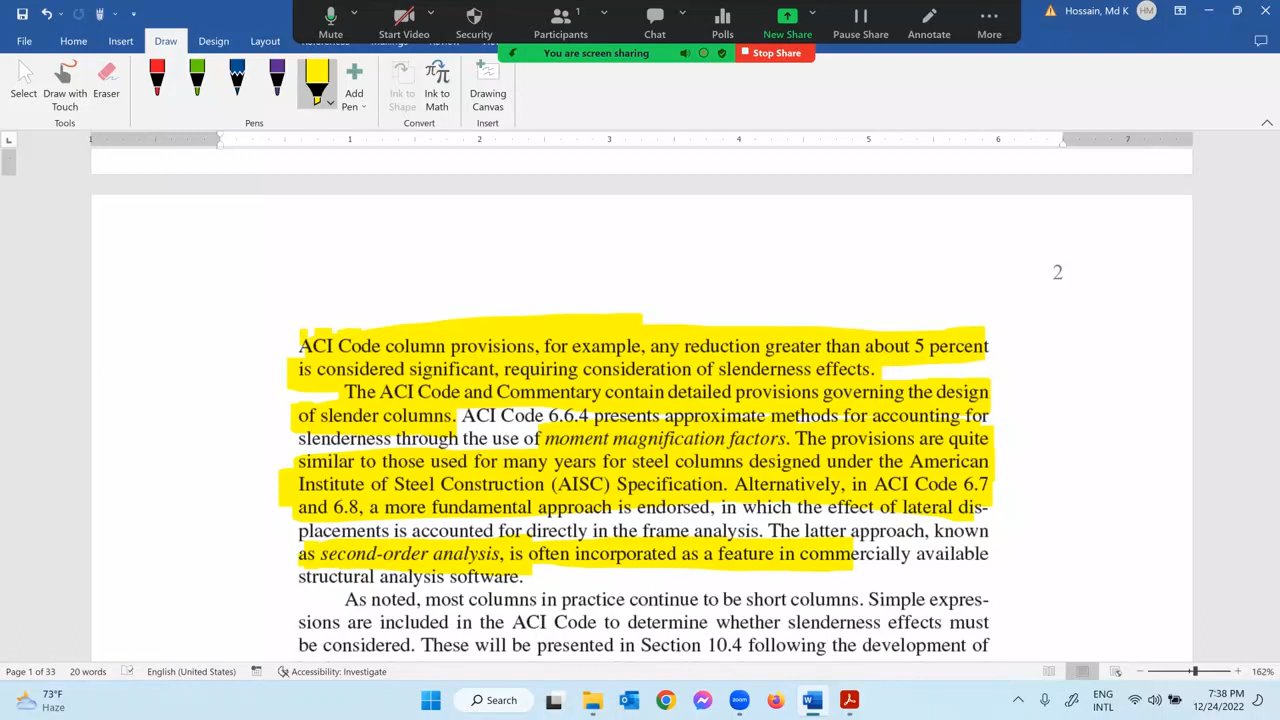 Mute
Start Video
Security
Participants
1
Chat
Polls
New Share
Pause Share
Annotate
More
Hossain, Md K
HM
You are screen sharing
Stop Share
File
Home
Insert
Draw
Design
Layout
Select
Draw with
Touch
Eraser
Add
Pen
Ink to
Shape
Ink to
Math
Drawing
Canvas
Tools
Pens
Convert
Insert
1 1 2 3 4 5 6 7
2
ACI Code column provisions, for example, any reduction greater than about 5 percent
is considered significant, requiring consideration of slenderness effects.
The ACI Code and Commentary contain detailed provisions governing the design
of slender columns. ACI Code 6.6.4 presents approximate methods for accounting for
slenderness through the use of moment magnification factors. The provisions are quite
similar to those used for many years for steel columns designed under the American
Institute of Steel Construction (AISC) Specification. Alternatively, in ACI Code 6.7
and 6.8, a more fundamental approach is endorsed, in which the effect of lateral dis-
placements is accounted for directly in the frame analysis. The latter approach, known
as second-order analysis, is often incorporated as a feature in commercially available
structural analysis software.
As noted, most columns in practice continue to be short columns. Simple expres-
sions are included in the ACI Code to determine whether slenderness effects must
be considered. These will be presented in Section 10.4 following the development of
Page 1 of 33
20 words
English (United States)
Accessibility: Investigate
162%
73°F
Haze
Search
zoom
ENG
INTL
7:38 PM
12/24/2022